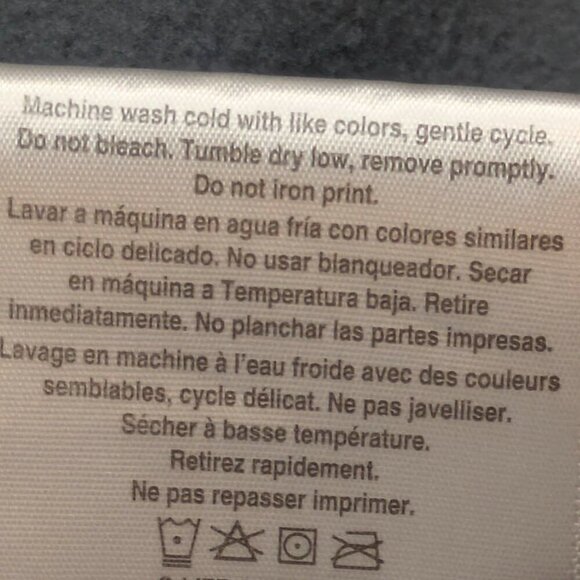 Machine wash cold with like colors, gentle cycle.
Do not bleach. Tumble dry low, remove promptly.
Do not iron print.
Lavar a máquina en agua fría con colores similares
en ciclo delicado. No usar blanqueador. Secar
en máquina a Temperatura baja. Retire
inmediatamente. No planchar las partes impresas.
Lavage en machine à l'eau froide avec des couleurs
semblables, cycle délicat. Ne pas javelliser.
Sécher à basse température.
Retirez rapidement.
Ne pas repasser imprimer.